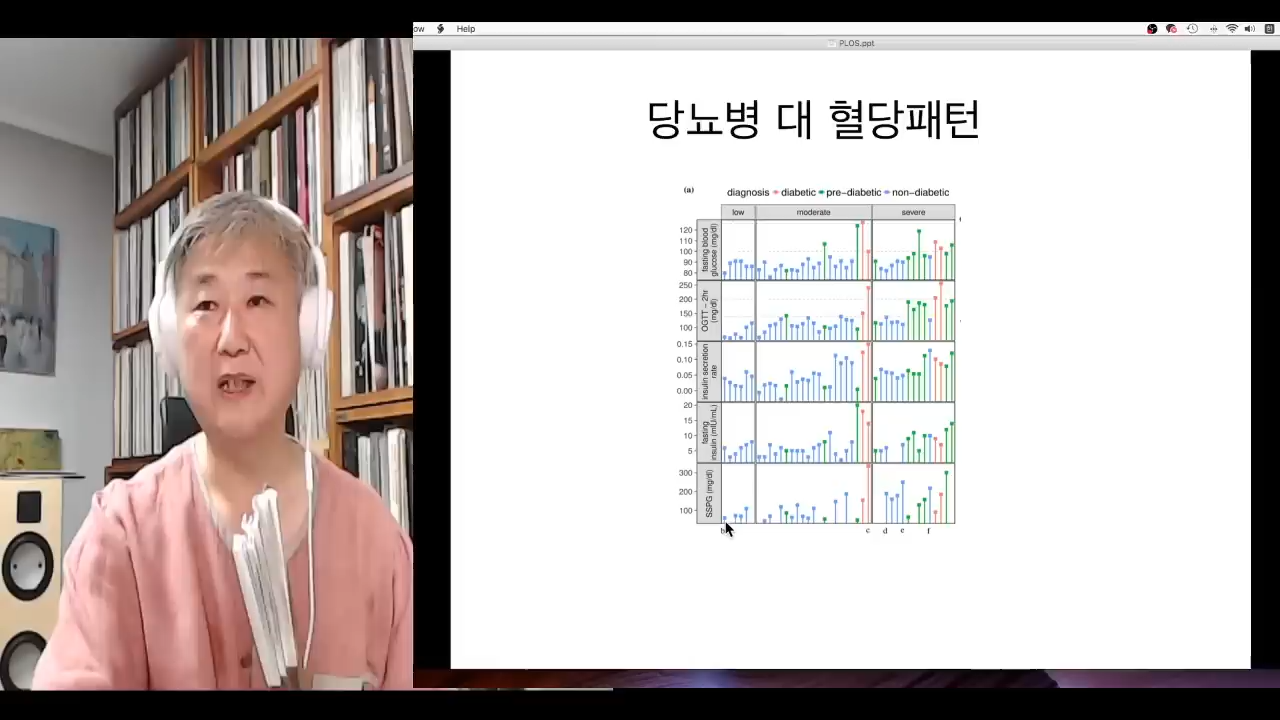 ow Help
PLOS.ppt
당뇨병 대 혈당패턴
(a)
diagnosis diabetic pre-diabetic non-diabetic
low moderate severe
fasting blood
glucose (mg/dl)
120
110
100
90
80
OGTT - 2hr
(mg/dl)
250
200
150
100
insulin secretion
rate
0.15
0.10
0.05
0.00
fasting
insulin (mIU/mL)
20
15
10
5
SSPG (mg/dl)
300
200
100
b c d e f